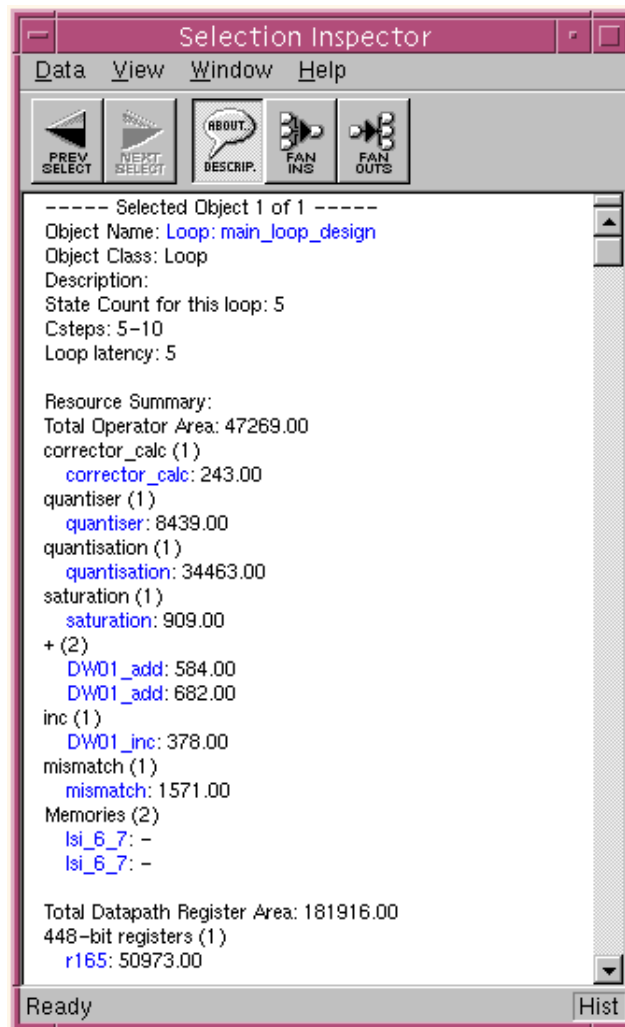 Selection Inspector
Data View Window Help
PREV SELECT
NEXT SELECT
ABOUT.. DESCRIP.
FAN INS
FAN OUTS
----- Selected Object 1 of 1 -----
Object Name: Loop: main_loop_design
Object Class: Loop
Description:
State Count for this loop: 5
Csteps: 5-10
Loop latency: 5
Resource Summary:
Total Operator Area: 47269.00
corrector_calc (1)
corrector_calc: 243.00
quantiser (1)
quantiser: 8439.00
quantisation (1)
quantisation: 34463.00
saturation (1)
saturation: 909.00
+ (2)
DW01_add: 584.00
DW01_add: 682.00
inc (1)
DW01_inc: 378.00
mismatch (1)
mismatch: 1571.00
Memories (2)
lsi_6_7: -
lsi_6_7: -
Total Datapath Register Area: 181916.00
448-bit registers (1)
r165: 50973.00
Ready Hist